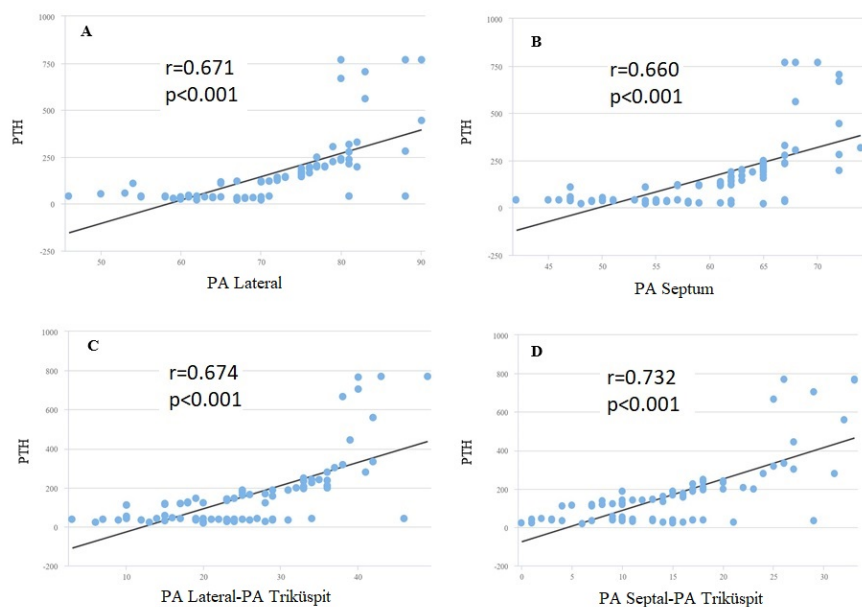 1000
A
r=0.671
p<0.001
750
500
PTH
250
0
-250
50 60 70 80 90
PA Lateral
1000
B
r=0.660
p<0.001
750
500
PTH
250
0
-250
45 50 55 60 65 70
PA Septum
1000
C
r=0.674
p<0.001
800
600
PTH
400
200
0
-200
10 20 30 40
PA Lateral-PA Triküspit
1000
D
r=0.732
p<0.001
800
600
PTH
400
200
0
-200
0 5 10 15 20 25 30
PA Septal-PA Triküspit